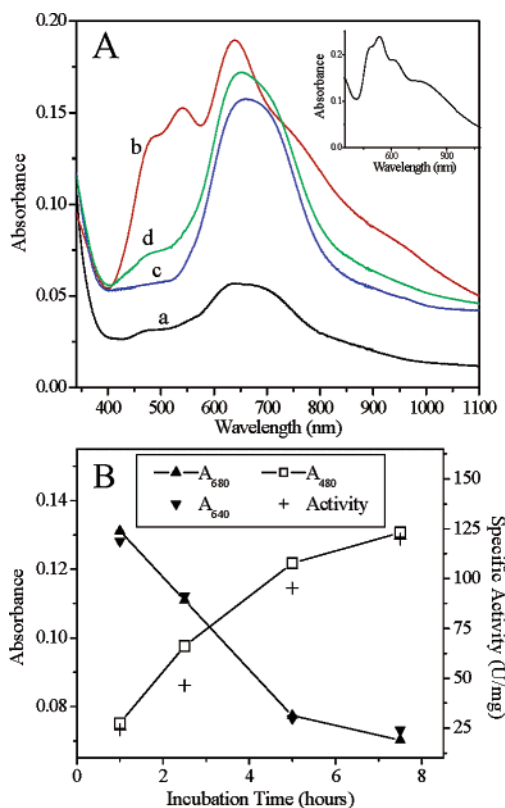 A
0.20
0.15
0.10
0.05
0.00
Absorbance
b
d
c
a
400 500 600 700 800 900 1000 1100
Wavelength (nm)
0.2
0.1
0.0
Absorbance
600 900
Wavelength (nm)
B
A680
A480
A640
Activity
0.14
0.12
0.10
0.08
Absorbance
150
125
100
75
50
25
Specific Activity (U/mg)
0 2 4 6 8
Incubation Time (hours)